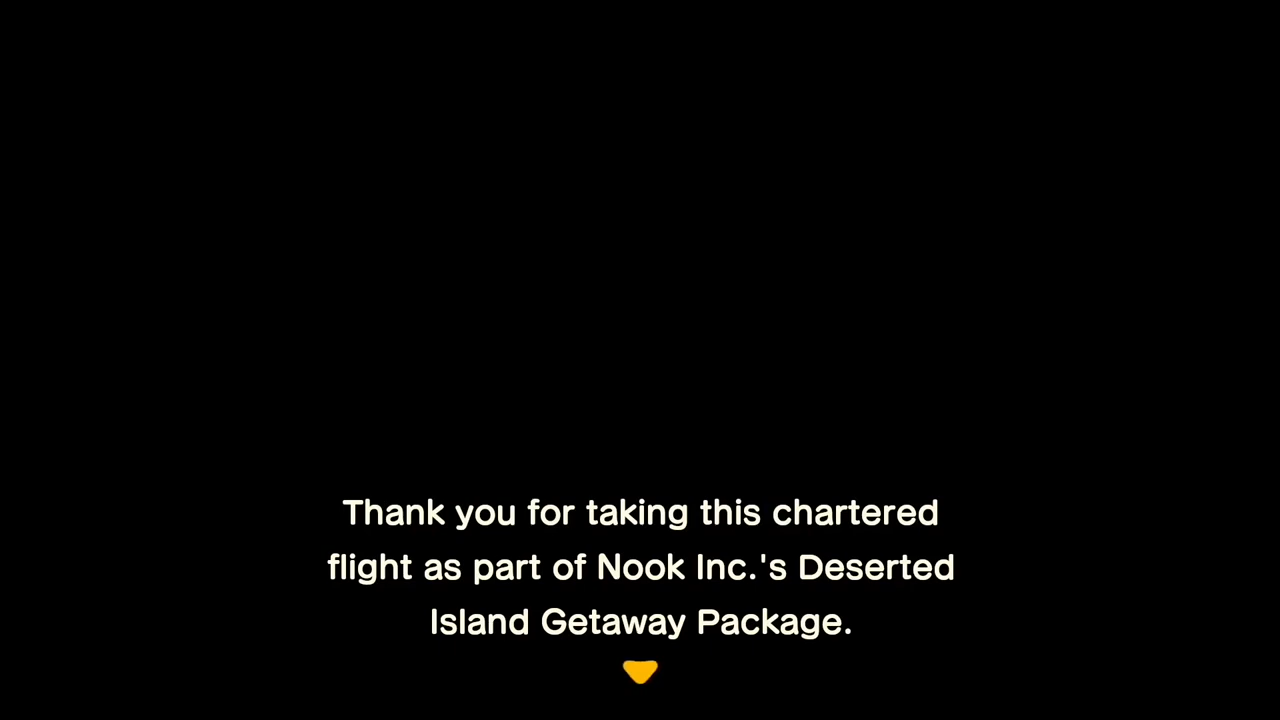 Thank you for taking this chartered
flight as part of Nook Inc.'s Deserted
Island Getaway Package.